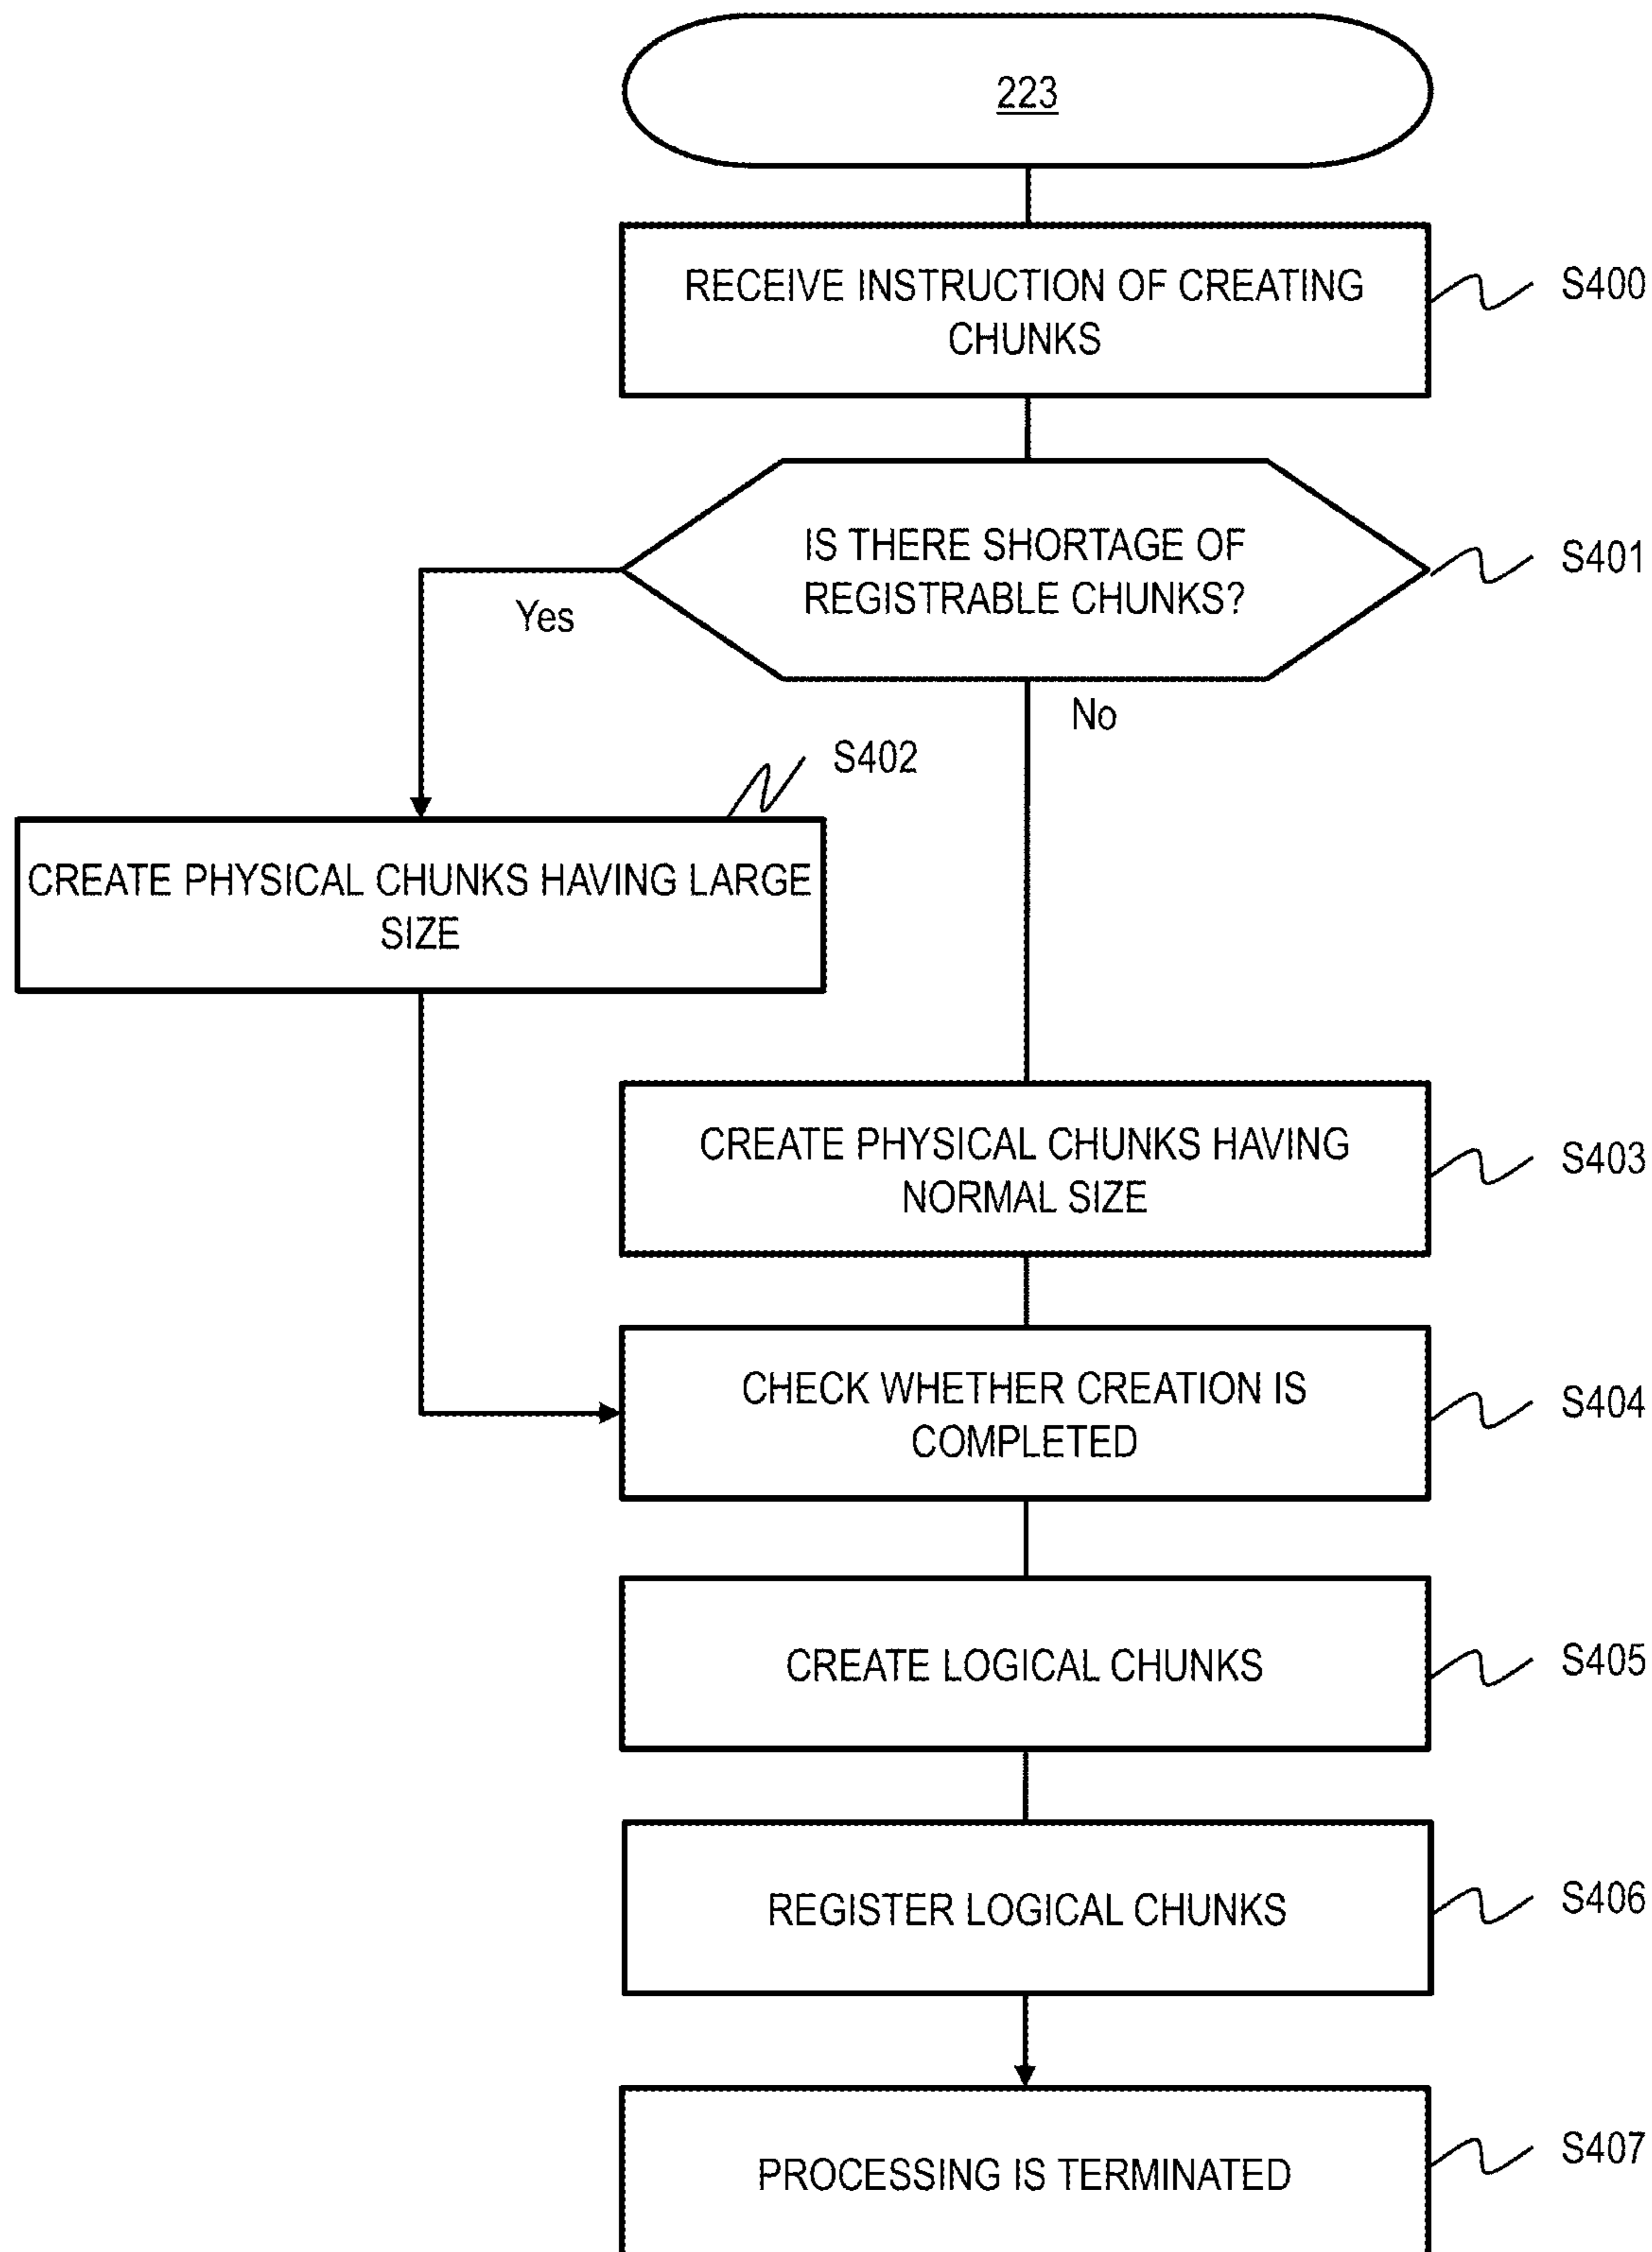 223
RECEIVE INSTRUCTION OF CREATING
CHUNKS
S400
IS THERE SHORTAGE OF
REGISTRABLE CHUNKS?
S401
Yes
No
S402
CREATE PHYSICAL CHUNKS HAVING LARGE
SIZE
CREATE PHYSICAL CHUNKS HAVING
NORMAL SIZE
S403
CHECK WHETHER CREATION IS
COMPLETED
S404
CREATE LOGICAL CHUNKS
S405
REGISTER LOGICAL CHUNKS
S406
PROCESSING IS TERMINATED
S407